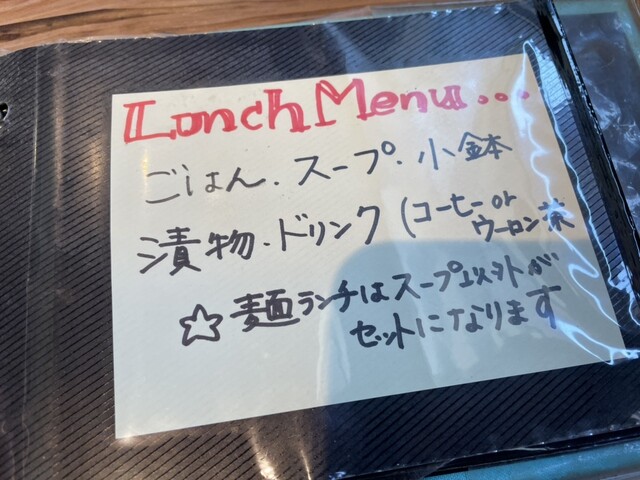 Lonch Menu...
ごはん.スープ.小鉢
漬物.ドリンク(コーヒーor
ウーロン茶
☆麺ランチはスープ以外が
セットになります